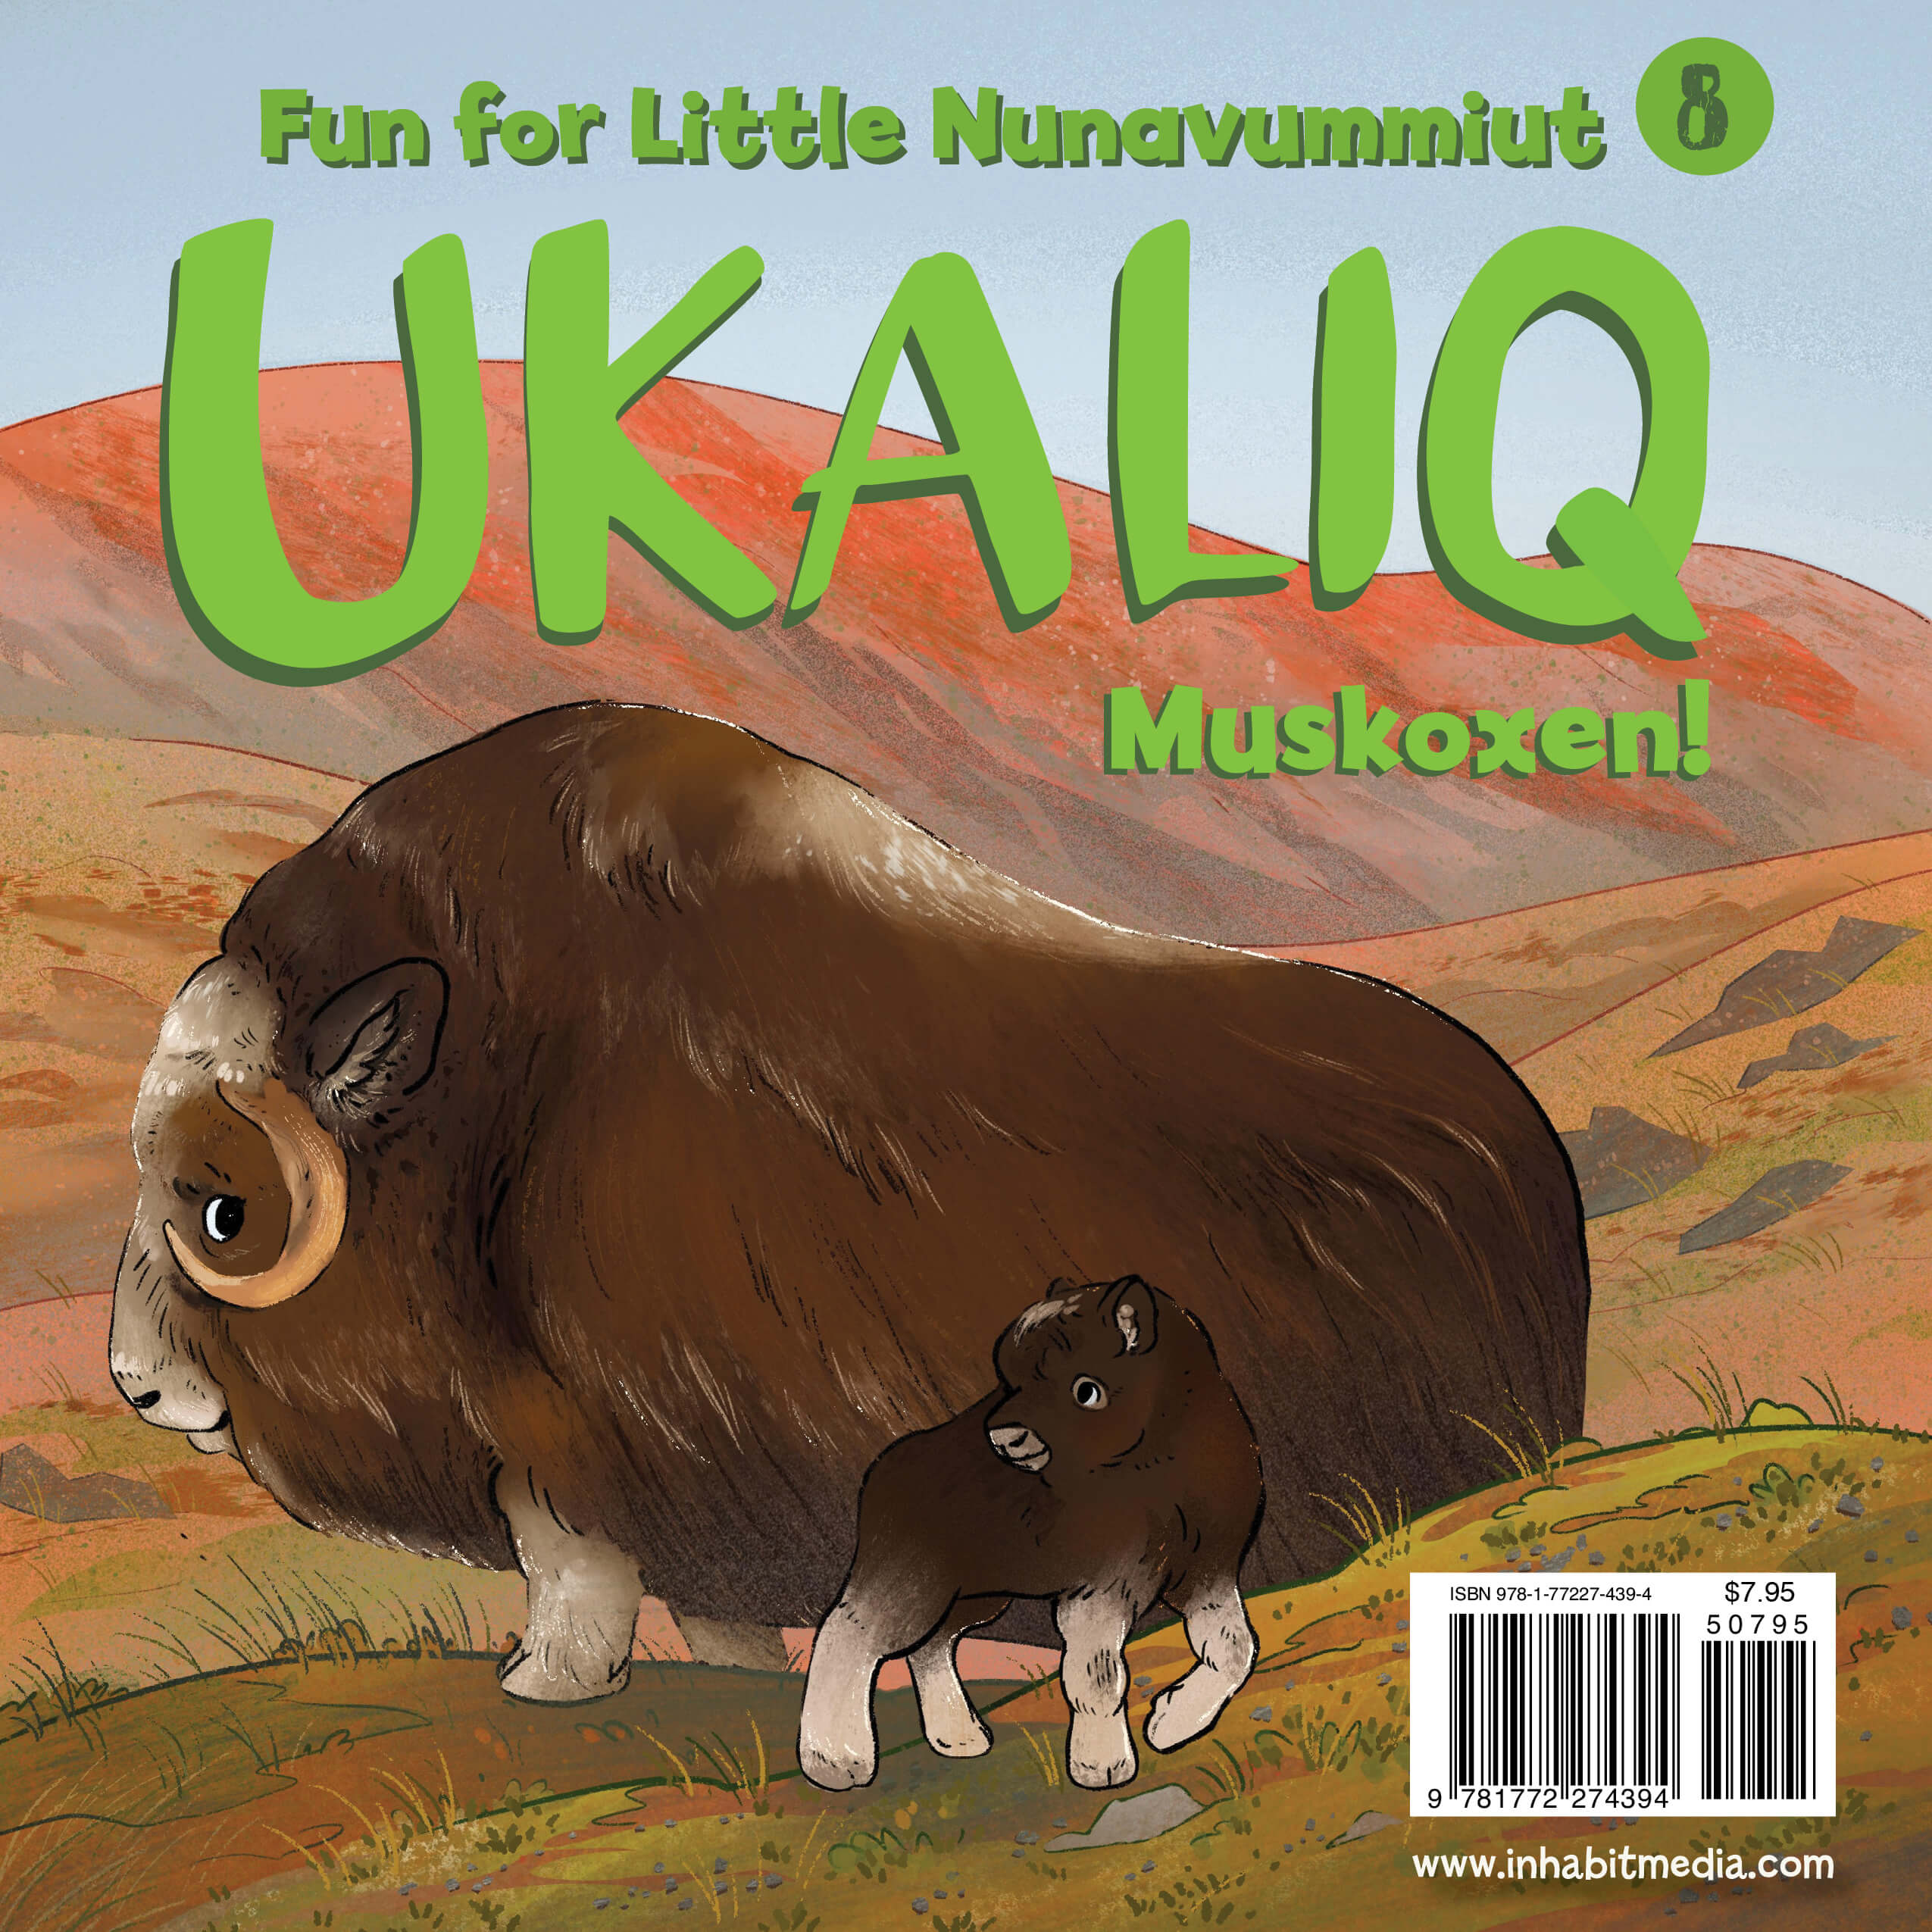 Fun for Little Nunavummiut 8
UKALIQ
Muskoxen!
ISBN 978-1-77227-439-4
$7.95
50795
9 781772 274394
www.inhabitmedia.com